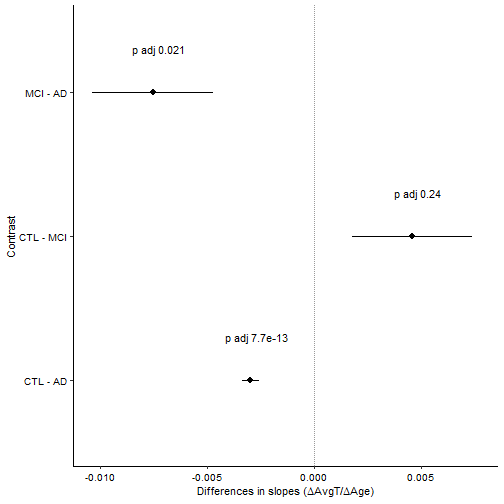 p adj 0.021
MCI - AD
p adj 0.24
CTL - MCI
p adj 7.7e-13
CTL - AD
Contrast
-0.010 -0.005 0.000 0.005
Differences in slopes (ΔAvgT/ΔAge)